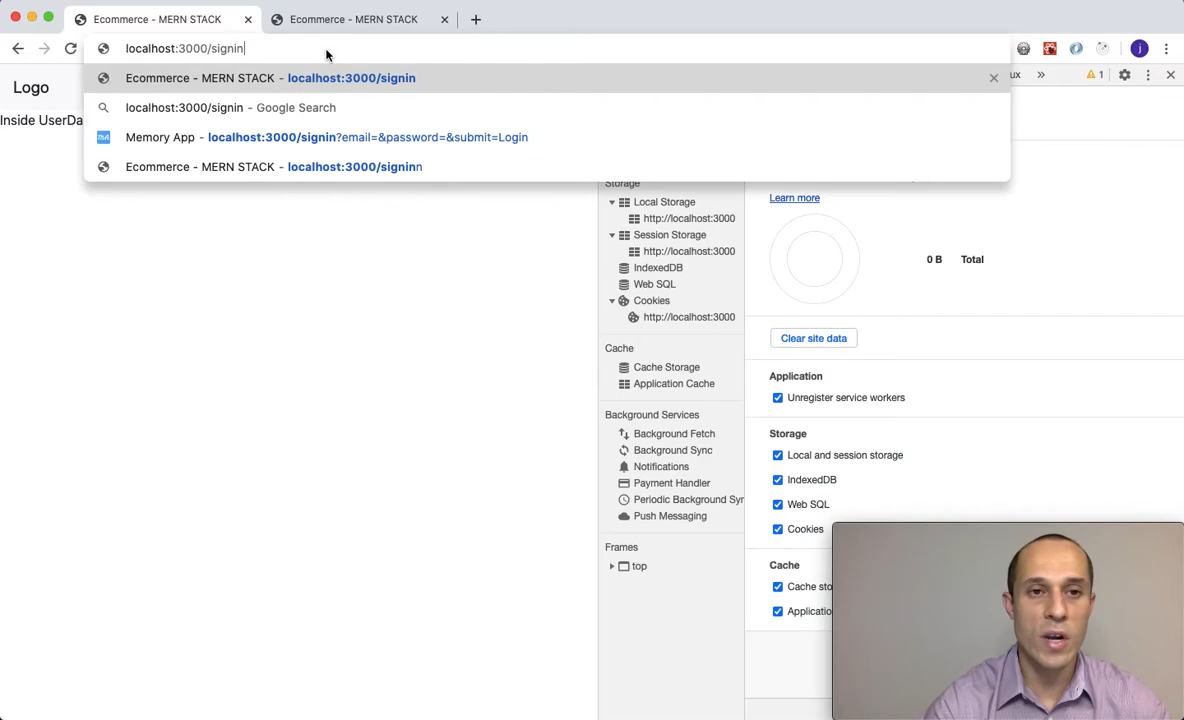 Ecommerce - MERN STACK
Ecommerce - MERN STACK
localhost:3000/signin
j
Ecommerce - MERN STACK - localhost:3000/signin
localhost:3000/signin - Google Search
Memory App - localhost:3000/signin?email=&password=&submit=Login
Ecommerce - MERN STACK - localhost:3000/signinn
Logo
ux
1
Inside UserDa
Storage
Local Storage
http://localhost:3000
Session Storage
http://localhost:3000
IndexedDB
Web SQL
Cookies
http://localhost:3000
Cache
Cache Storage
Application Cache
Background Services
Background Fetch
Background Sync
Notifications
Payment Handler
Periodic Background Syn
Push Messaging
Frames
top
Learn more
0 B Total
Clear site data
Application
Unregister service workers
Storage
Local and session storage
IndexedDB
Web SQL
Cookies
Cache
Cache sto
Applicatio